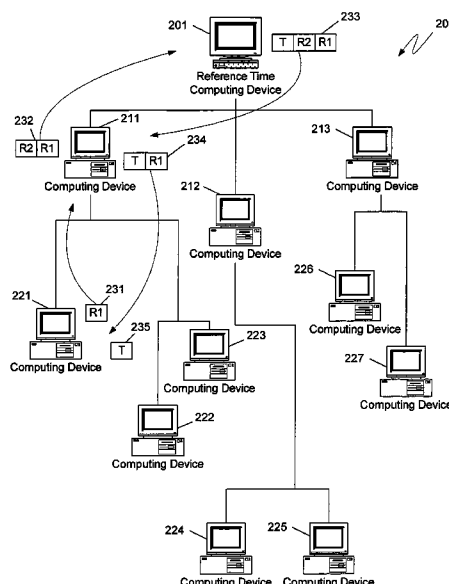 201
233
T R2 R1
20
Reference Time
Computing Device
211
232
R2 R1
234
T R1
213
Computing Device
212
Computing Device
Computing Device
221
231
R1
226
235
T
223
227
Computing Device
Computing Device
Computing Device
222
Computing Device
Computing Device
224
225
Computing Device Computing Device